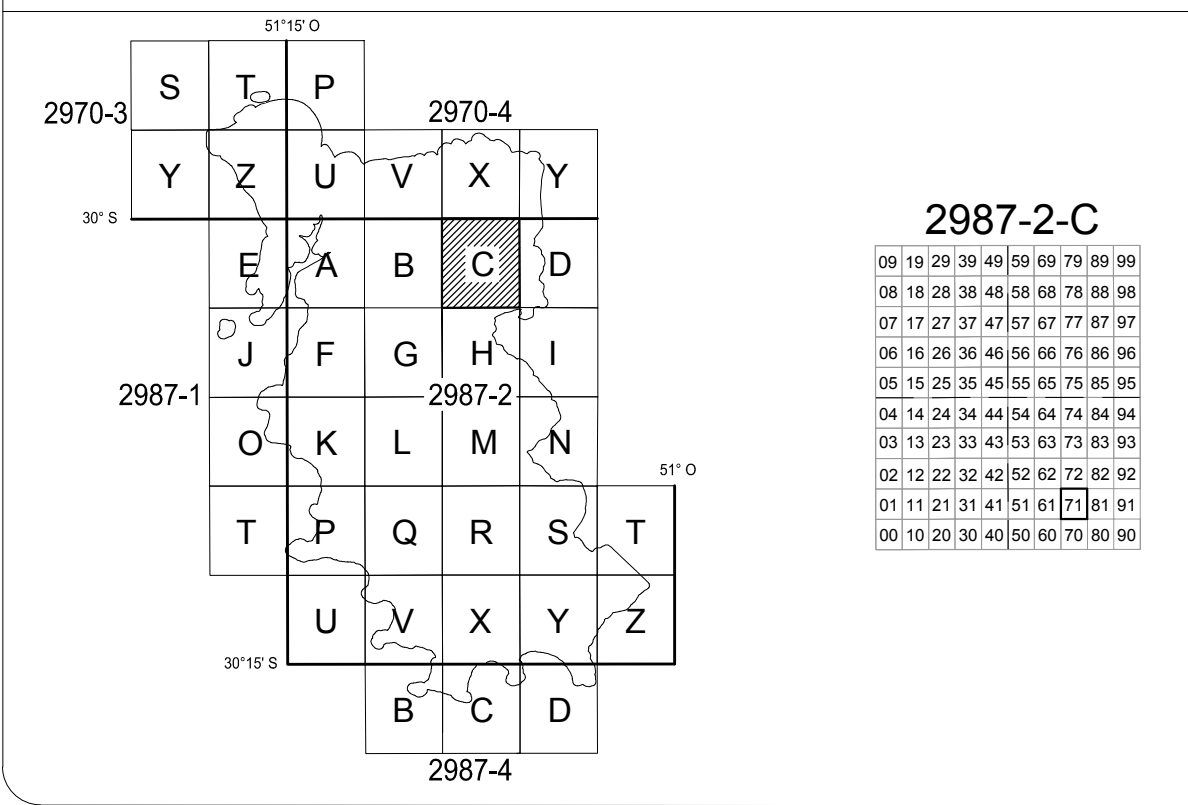 51°15' O
S T P
2970-3 2970-4
Y Z U V X Y
30° S
E A B C D
J F G H I
2987-1 2987-2
O K L M N
51° O
T P Q R S T
U V X Y Z
30°15' S
B C D
2987-4
2987-2-C
09 19 29 39 49 59 69 79 89 99
08 18 28 38 48 58 68 78 88 98
07 17 27 37 47 57 67 77 87 97
06 16 26 36 46 56 66 76 86 96
05 15 25 35 45 55 65 75 85 95
04 14 24 34 44 54 64 74 84 94
03 13 23 33 43 53 63 73 83 93
02 12 22 32 42 52 62 72 82 92
01 11 21 31 41 51 61 71 81 91
00 10 20 30 40 50 60 70 80 90